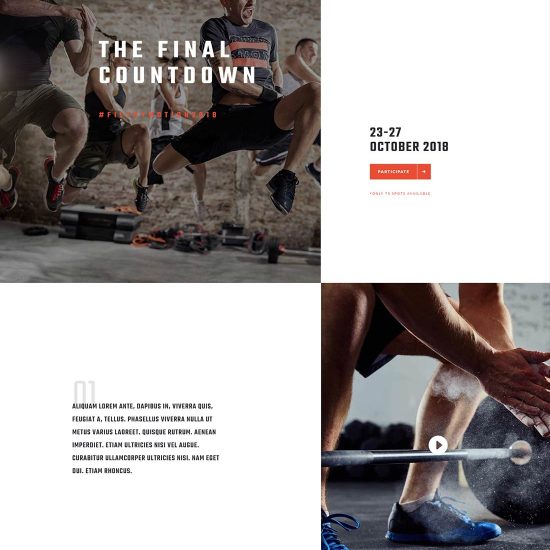 THE FINAL
COUNTDOWN
23-27
OCTOBER 2018
PARTICIPATE
*ONLY 75 SPOTS AVAILABLE
01
ALIQUAM LOREM ANTE, DAPIBUS IN, VIVERRA QUIS,
FEUGIAT A, TELLUS. PHASELLUS VIVERRA NULLA UT
METUS VARIUS LAOREET. QUISQUE RUTRUM. AENEAN
IMPERDIET. ETIAM ULTRICIES NISI VEL AUGUE.
CURABITUR ULLAMCORPER ULTRICIES NISI. NAM EGET
DUI. ETIAM RHONCUS.